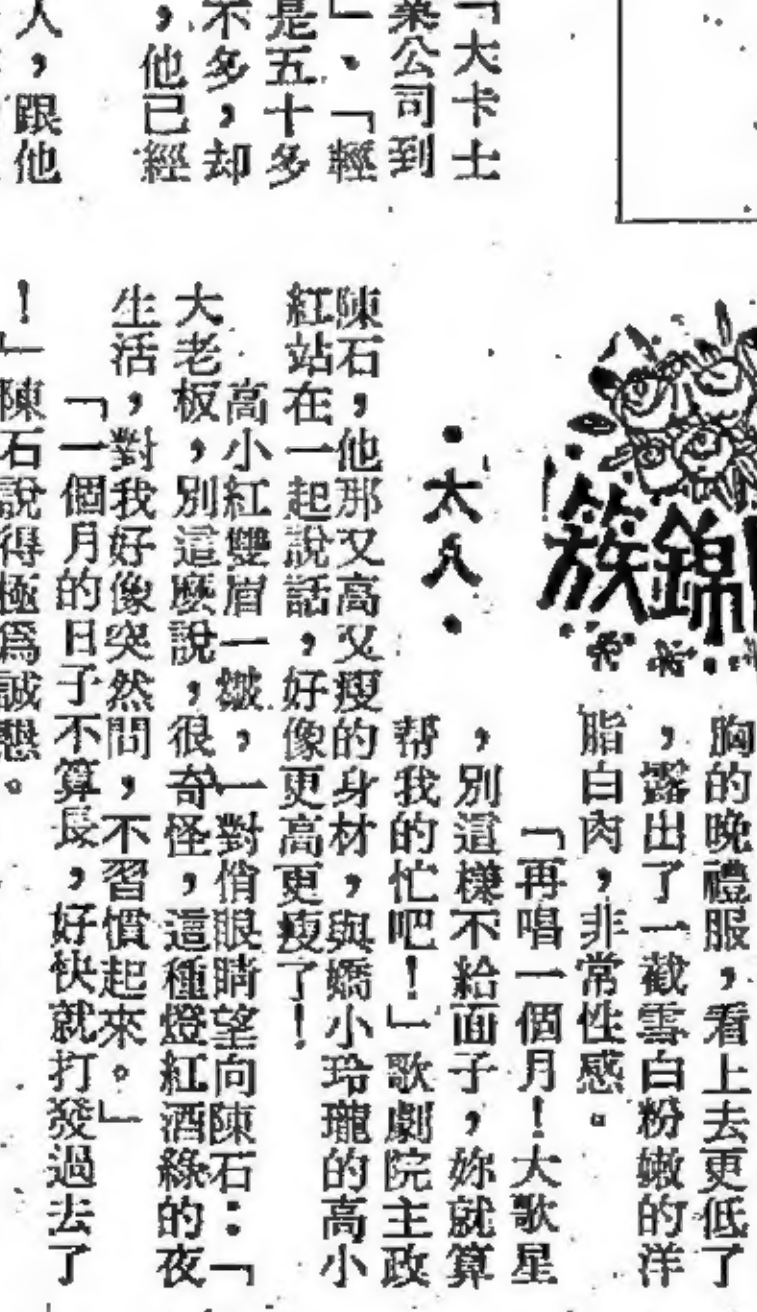 「大卡士
業公司到
」、「輕
是五十多
不多，却
，他已經
人，跟他
錦簇
•太人•
胸的晚禮服，看上去更低了
，露出了一截雲白粉嫩的洋
脂白肉，非常性感。
「再唱一個月！大歌星
，別這樣不給面子，妳就算
帮我的忙吧！」歌劇院主政
陳石，他那又高又瘦的身材，與嬌小玲瓏的高小
紅站在一起說話，好像更高更瘦了！
高小紅雙眉一皺，一對俏眼睛望向陳石：「
大老板，別這麼說，很奇怪，這種燈紅酒綠的夜
生活，對我好像突然間，不習慣起來。」
「一個月的日子不算長，好快就打發過去了
！」陳石說得極爲誠懇。